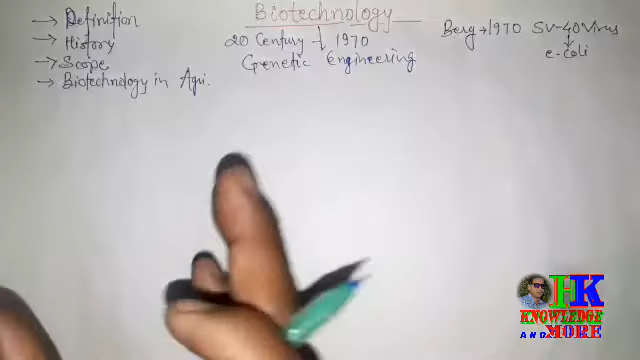 Biotechnology
→ Definition
→ History
→ Scope
→ Biotechnology in Agri.
20 Century → 1970
Genetic Engineering
Berg → 1970 SV-40 Virus
e-coli
HK
KNOWLEDGE
AND
MORE